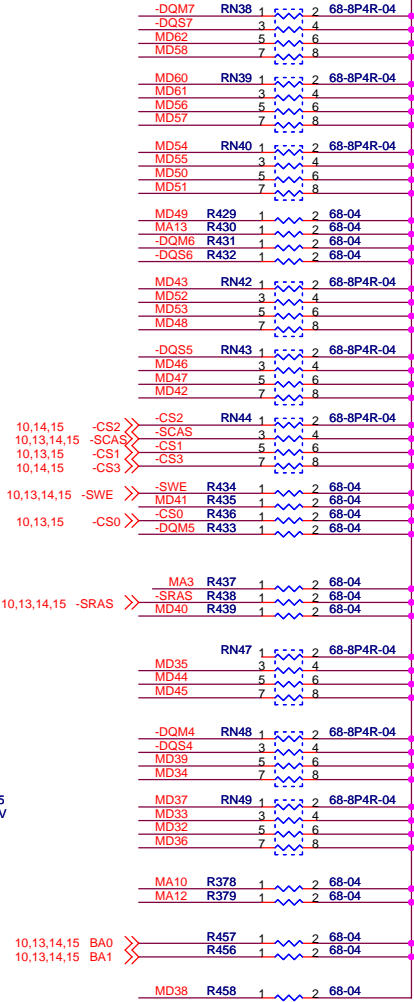 -DQM7 RN38 1 2 68-8P4R-04
-DQS7 3 4
MD62 5 6
MD58 7 8
MD60 RN39 1 2 68-8P4R-04
MD61 3 4
MD56 5 6
MD57 7 8
MD54 RN40 1 2 68-8P4R-04
MD55 3 4
MD50 5 6
MD51 7 8
MD49 R429 1 2 68-04
MA13 R430 1 2 68-04
-DQM6 R431 1 2 68-04
-DQS6 R432 1 2 68-04
MD43 RN42 1 2 68-8P4R-04
MD52 3 4
MD53 5 6
MD48 7 8
-DQS5 RN43 1 2 68-8P4R-04
MD46 3 4
MD47 5 6
MD42 7 8
10,14,15 -CS2 -CS2 RN44 1 2 68-8P4R-04
10,13,14,15 -SCAS -SCAS 3 4
10,13,15 -CS1 -CS1 5 6
10,14,15 -CS3 -CS3 7 8
10,13,14,15 -SWE -SWE R434 1 2 68-04
MD41 R435 1 2 68-04
10,13,15 -CS0 -CS0 R436 1 2 68-04
-DQM5 R433 1 2 68-04
MA3 R437 1 2 68-04
10,13,14,15 -SRAS -SRAS R438 1 2 68-04
MD40 R439 1 2 68-04
RN47 1 2 68-8P4R-04
MD35 3 4
MD44 5 6
MD45 7 8
-DQM4 RN48 1 2 68-8P4R-04
-DQS4 3 4
MD39 5 6
MD34 7 8
5
V
MD37 RN49 1 2 68-8P4R-04
MD33 3 4
MD32 5 6
MD36 7 8
MA10 R378 1 2 68-04
MA12 R379 1 2 68-04
10,13,14,15 BA0 R457 1 2 68-04
10,13,14,15 BA1 R456 1 2 68-04
MD38 R458 1 2 68-04